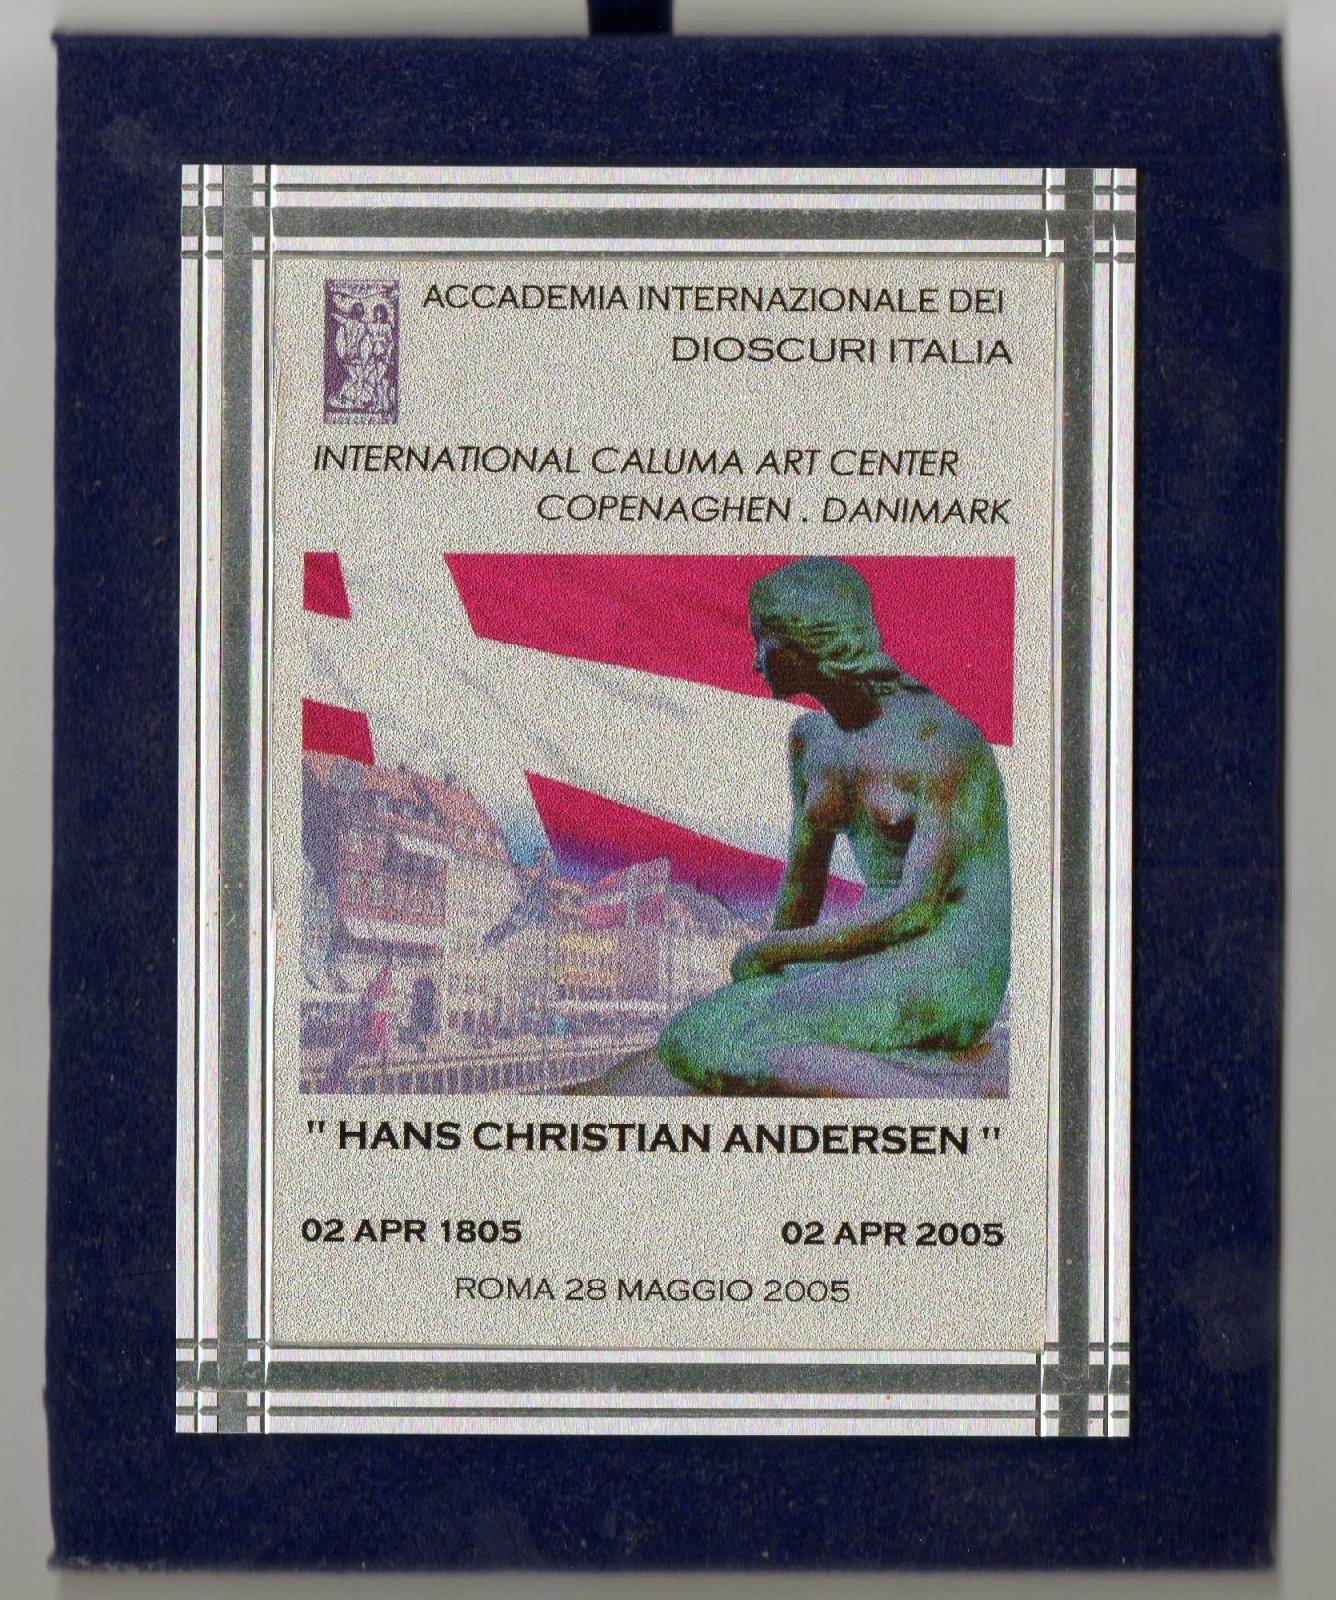 ACCADEMIA INTERNAZIONALE DEI
DIOSCURI ITALIA
INTERNATIONAL CALUMA ART CENTER
COPENAGHEN . DANIMARK
" HANS CHRISTIAN ANDERSEN "
02 APR 1805 02 APR 2005
ROMA 28 MAGGIO 2005